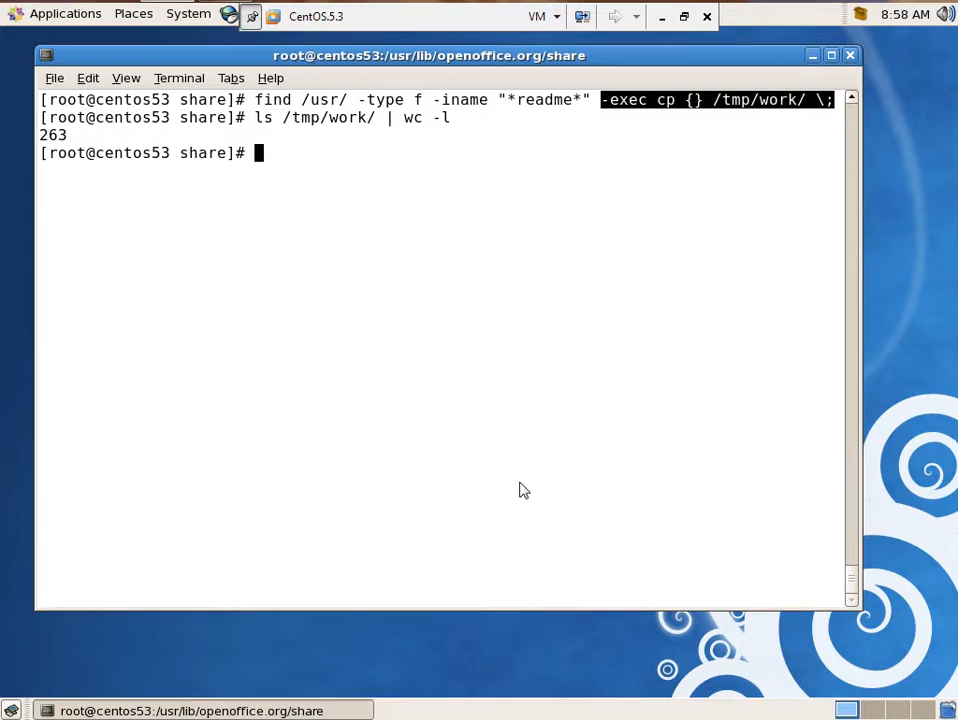 Applications Places System CentOS.5.3 VM 8:58 AM
root@centos53:/usr/lib/openoffice.org/share
File Edit View Terminal Tabs Help
[root@centos53 share]# find /usr/ -type f -iname "*readme*" -exec cp {} /tmp/work/ \;
[root@centos53 share]# ls /tmp/work/ | wc -l
263
[root@centos53 share]#
root@centos53:/usr/lib/openoffice.org/share